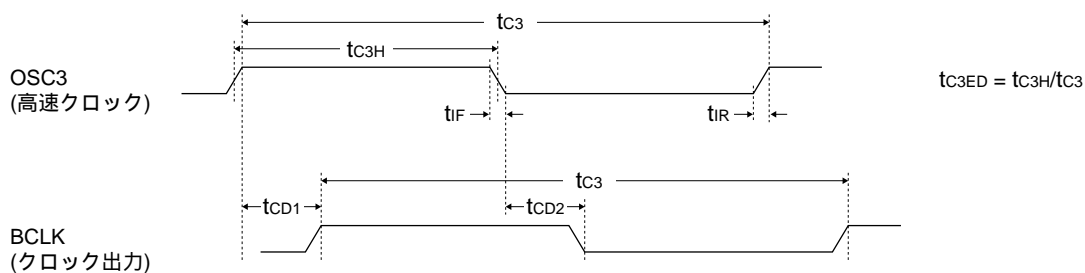 tC3
tC3H
OSC3
(高速クロック)
tC3ED = tC3H/tC3
tIF
tIR
tC3
tCD1
tCD2
BCLK
(クロック出力)